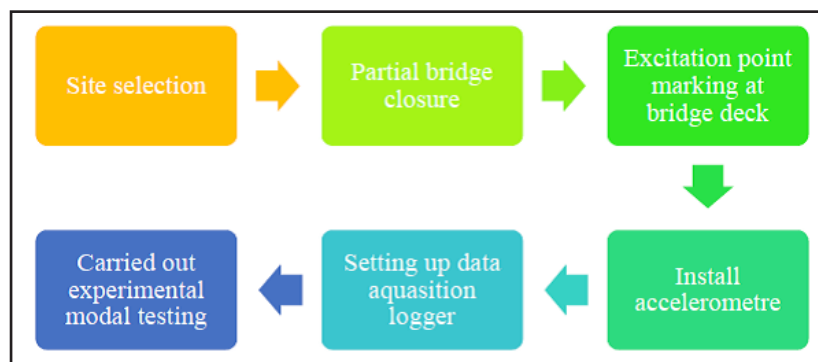 Site selection
Partial bridge
closure
Excitation point
marking at
bridge deck
Install
accelerometre
Setting up data
aquasition
logger
Carried out
experimental
modal testing